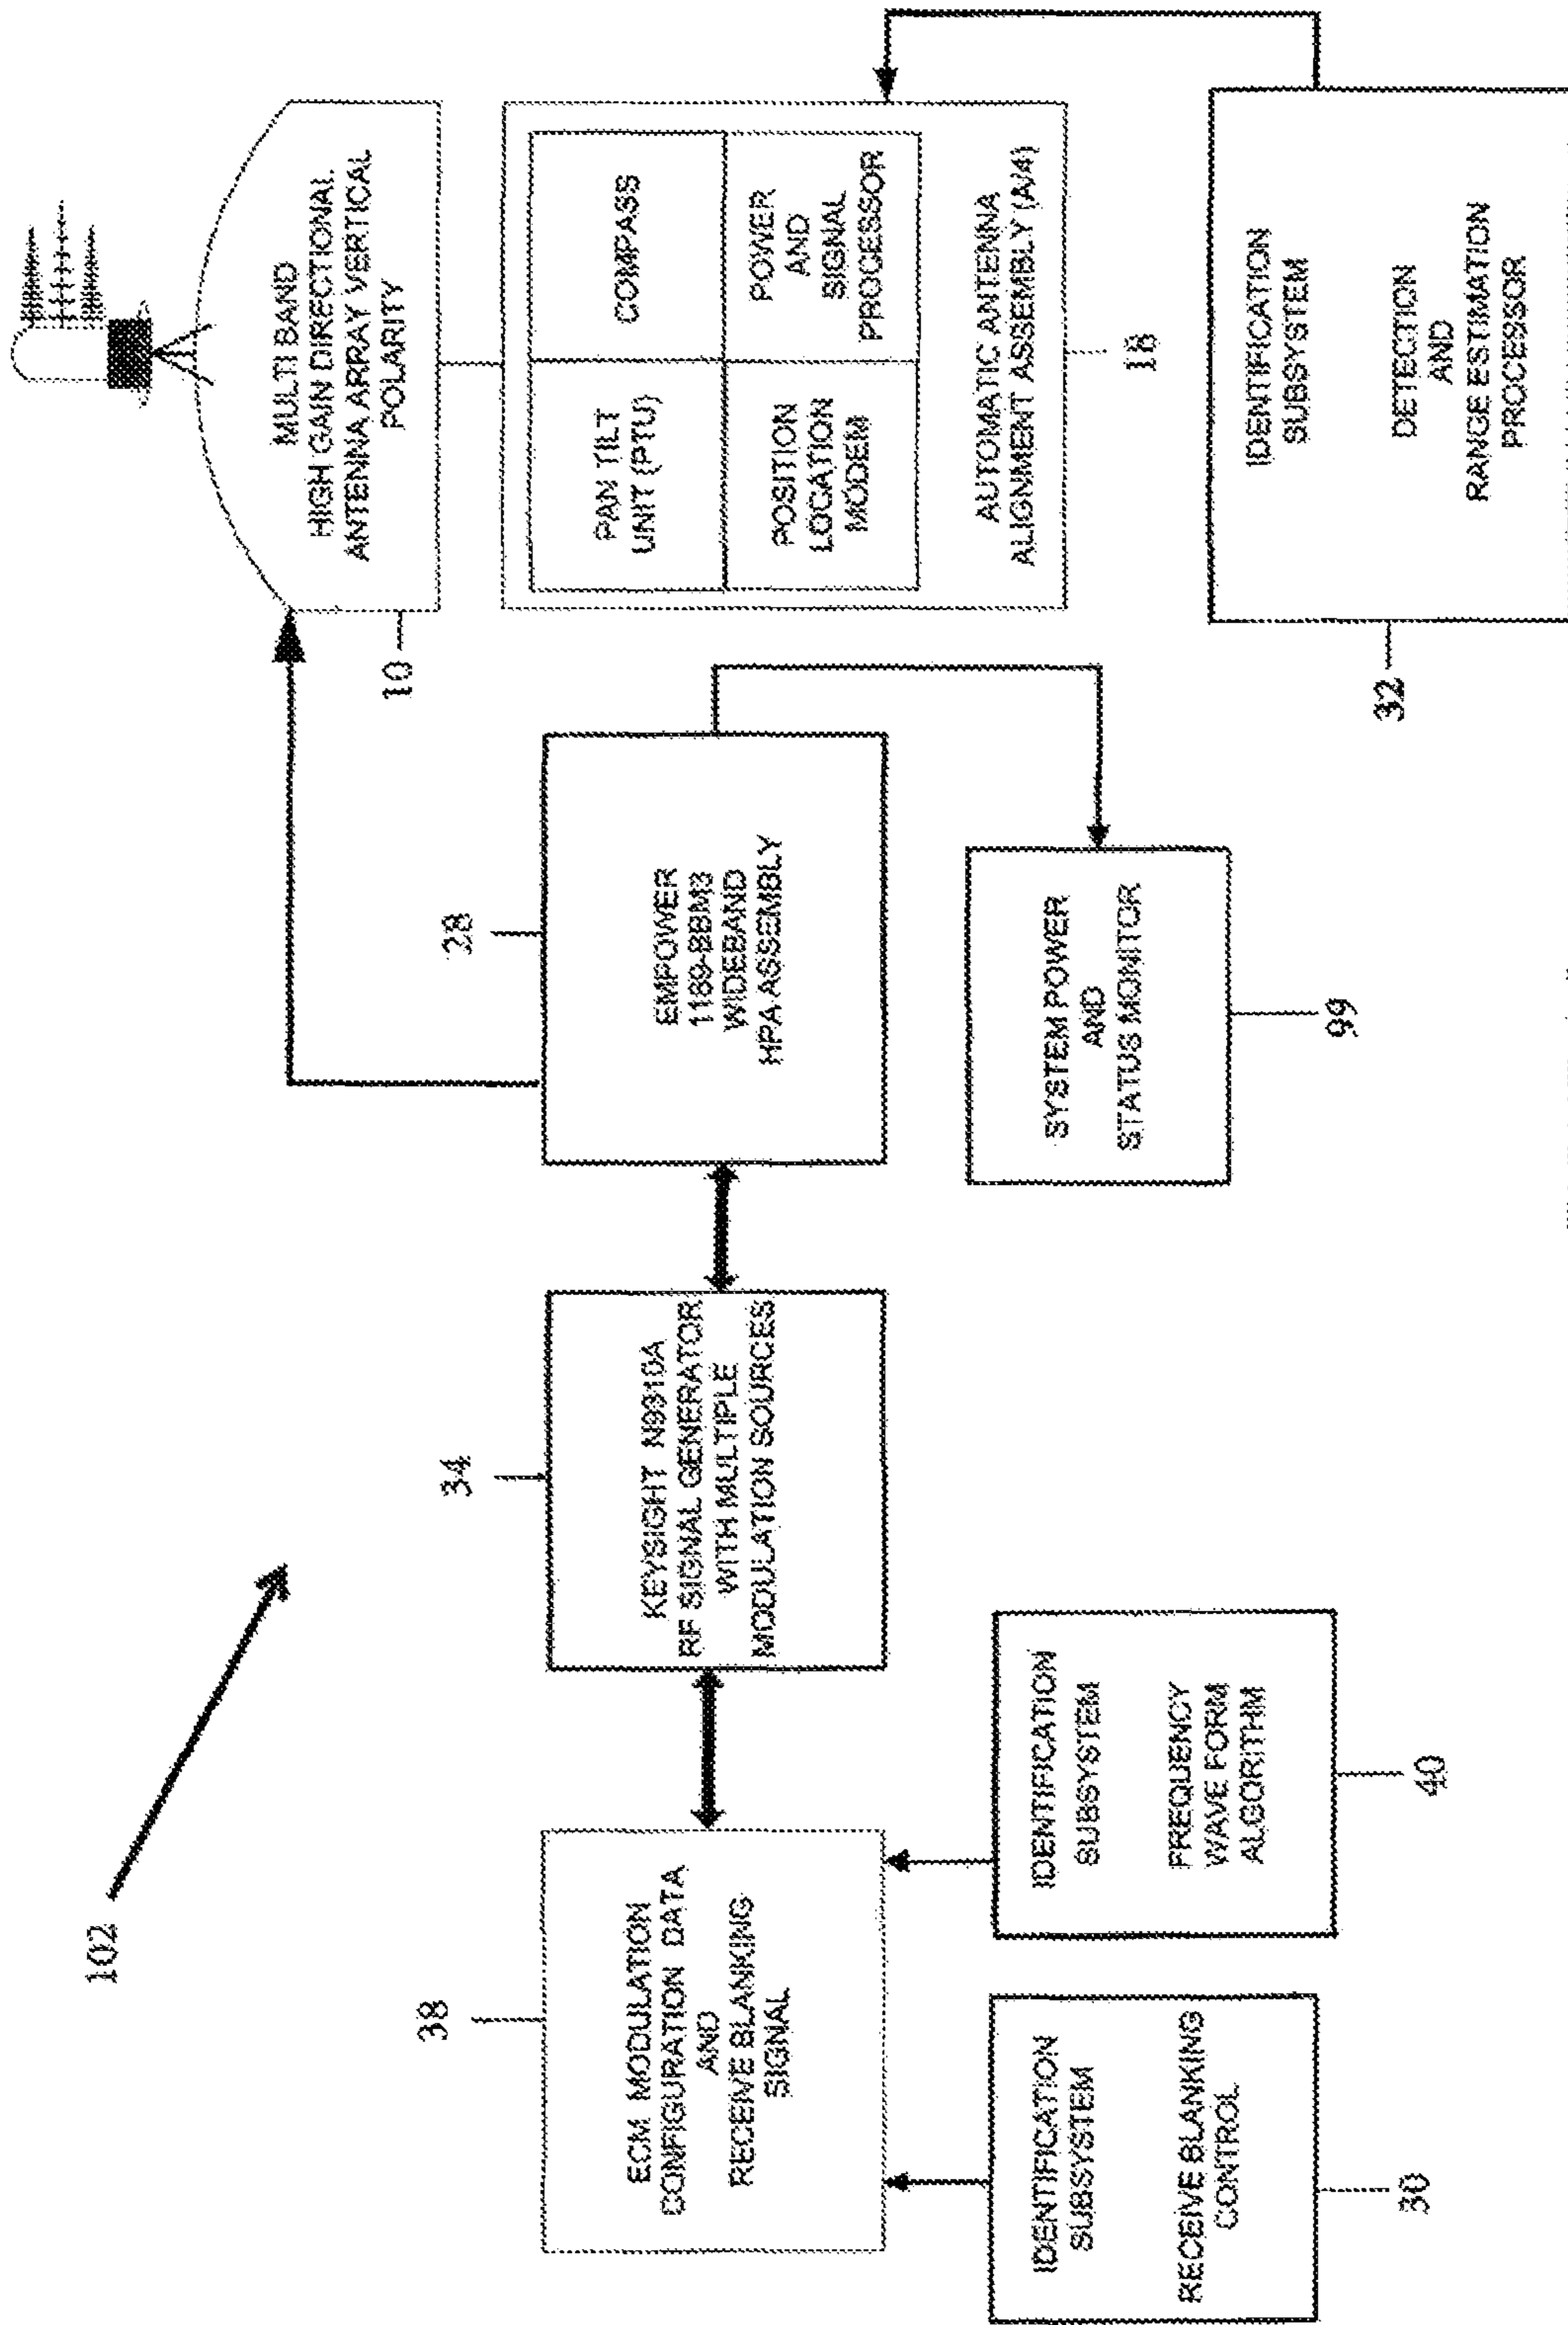 102
38
ECM MODULATION
CONFIGURATION DATA
AND
RECEIVE BLANKING
SIGNAL
34
KEYSIGHT N9310A
RF SIGNAL GENERATOR
WITH MULTIPLE
MODULATION SOURCES
28
EMPOWER
1189-BBM3
WIDEBAND
HPA ASSEMBLY
10
MULTI BAND
HIGH GAIN DIRECTIONAL
ANTENNA ARRAY VERTICAL
POLARITY
PAN TILT
UNIT (PTU)
COMPASS
POSITION
LOCATION
MODEM
POWER
AND
SIGNAL
PROCESSOR
AUTOMATIC ANTENNA
ALIGNMENT ASSEMBLY (A/4)
18
IDENTIFICATION
SUBSYSTEM
RECEIVE BLANKING
CONTROL
30
IDENTIFICATION
SUBSYSTEM
FREQUENCY
WAVE FORM
ALGORITHM
40
SYSTEM POWER
AND
STATUS MONITOR
99
32
IDENTIFICATION
SUBSYSTEM
DETECTION
AND
RANGE ESTIMATION
PROCESSOR